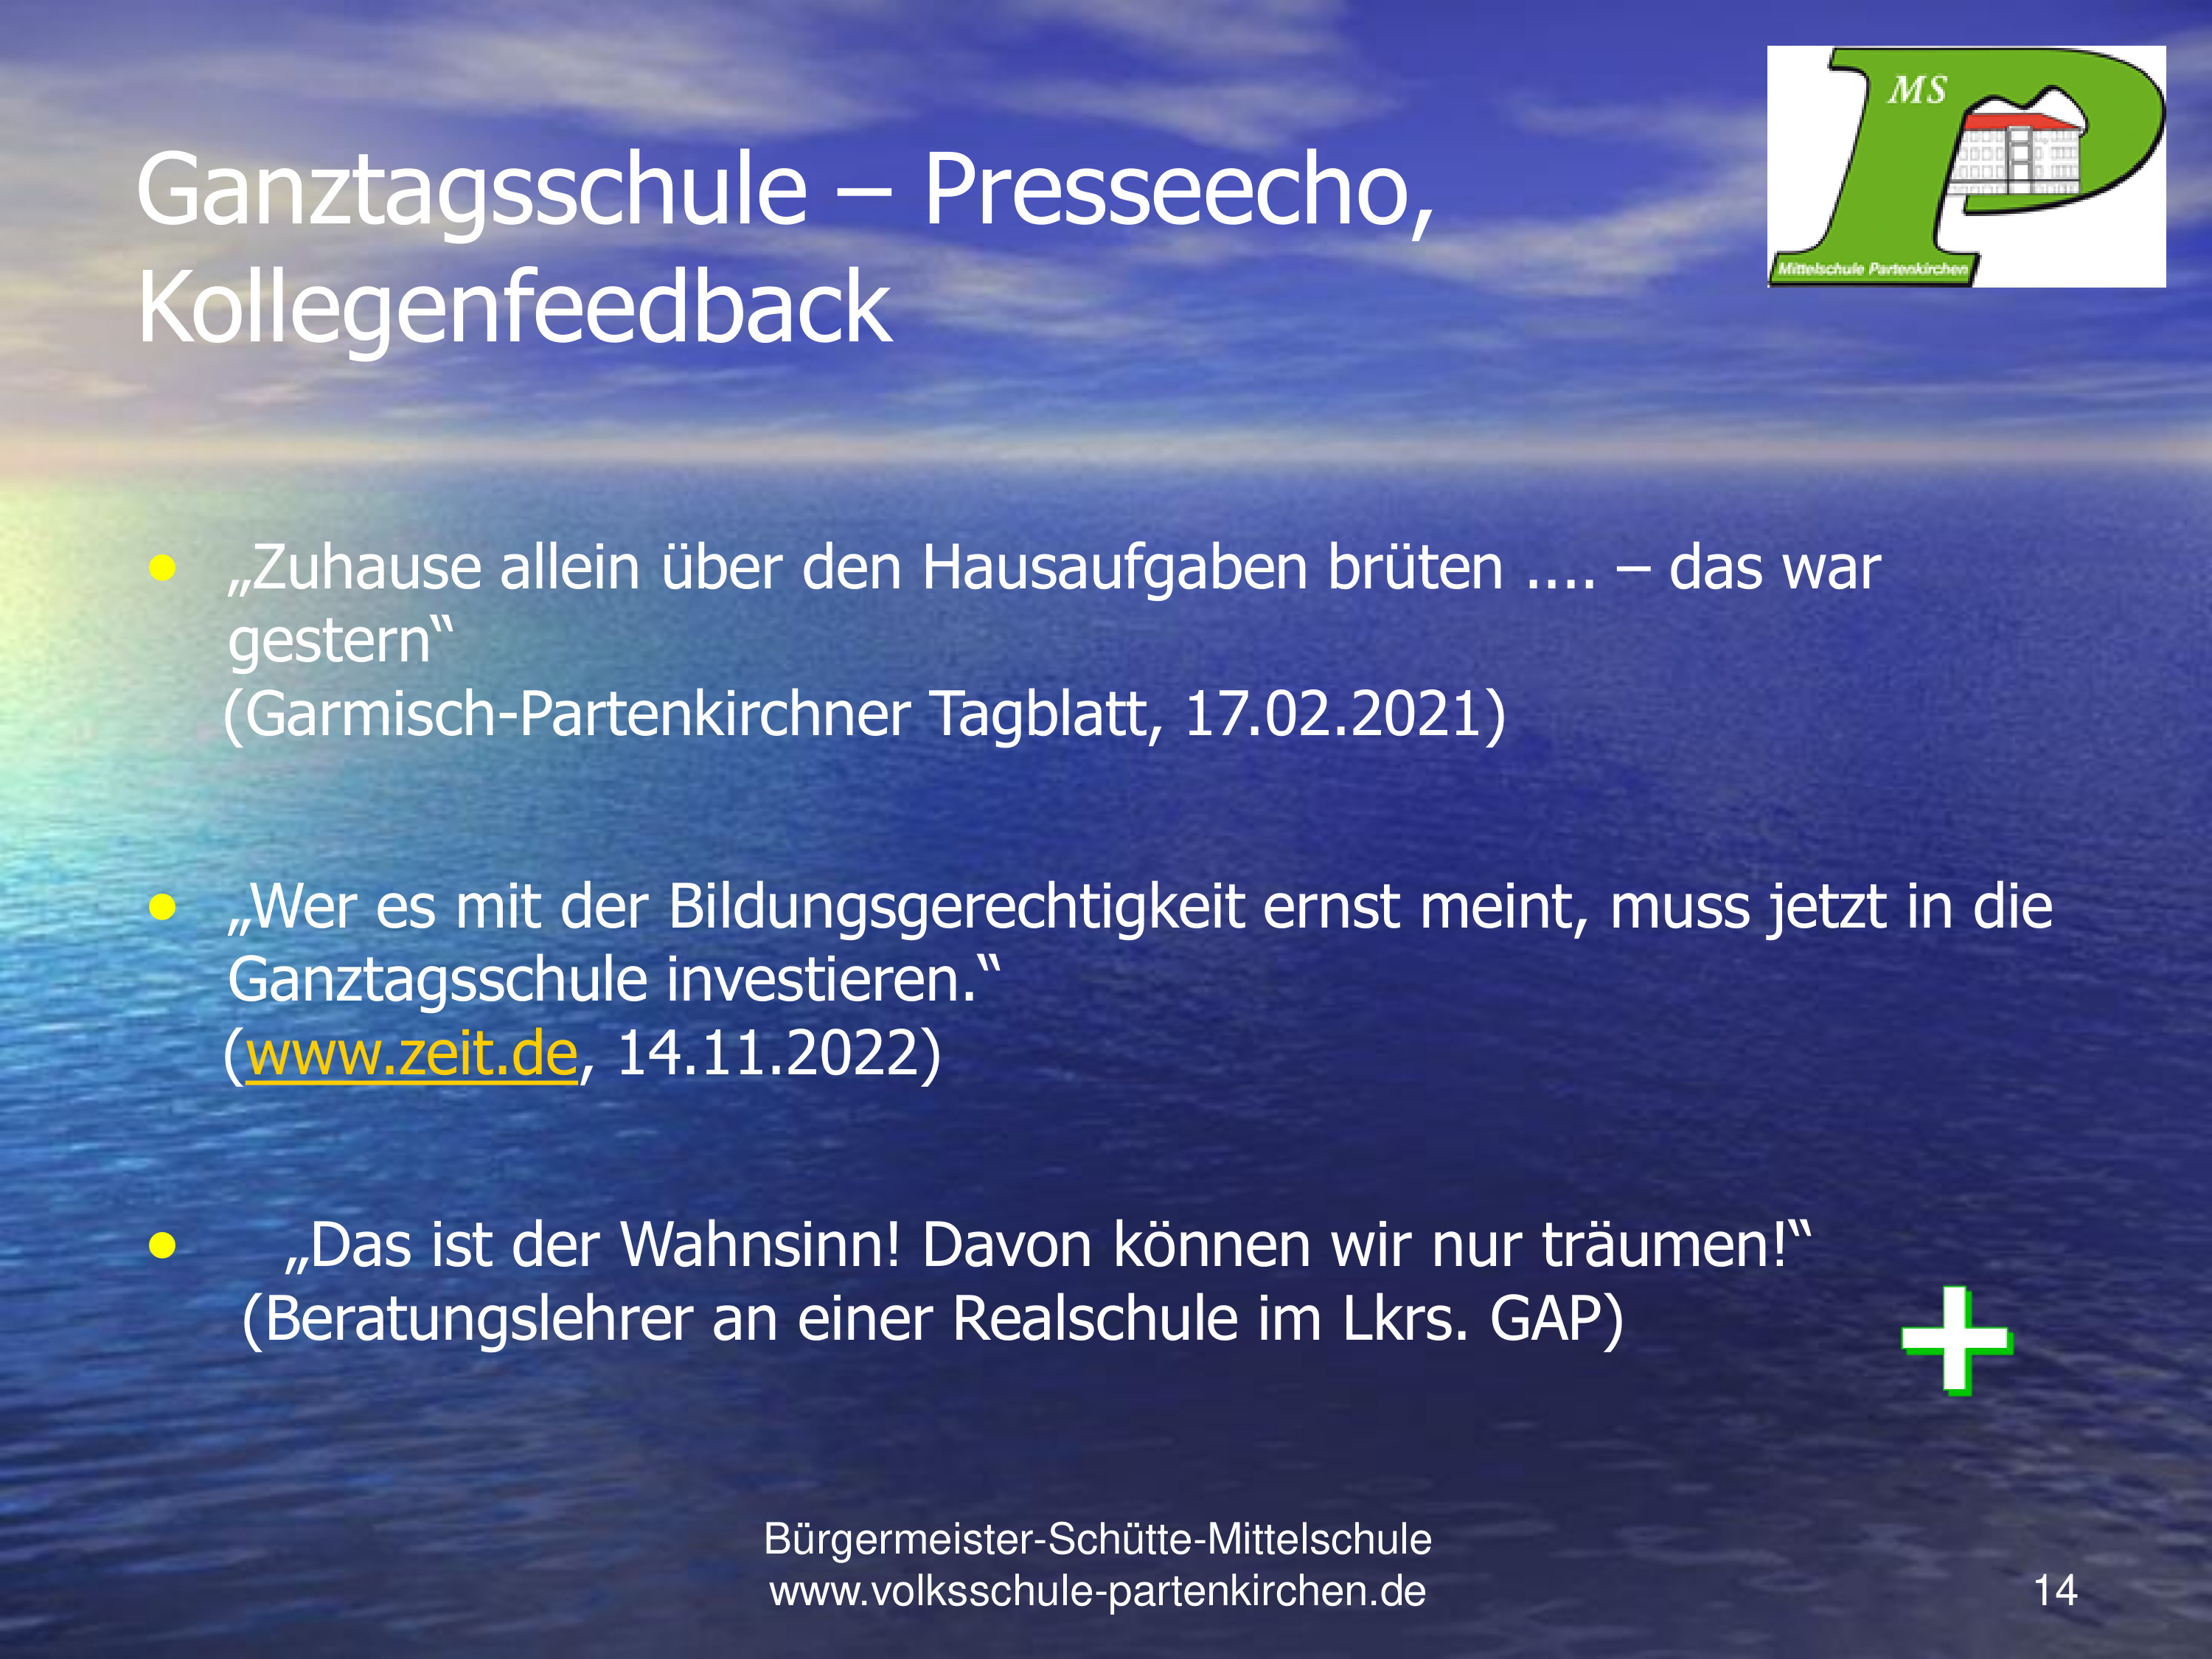 MS
Mittelschule Partenkirchen
Ganztagsschule – Presseecho,
Kollegenfeedback
• „Zuhause allein über den Hausaufgaben brüten .... – das war
gestern“
(Garmisch-Partenkirchner Tagblatt, 17.02.2021)
• „Wer es mit der Bildungsgerechtigkeit ernst meint, muss jetzt in die
Ganztagsschule investieren.“
(www.zeit.de, 14.11.2022)
• „Das ist der Wahnsinn! Davon können wir nur träumen!“
(Beratungslehrer an einer Realschule im Lkrs. GAP)
+
Bürgermeister-Schütte-Mittelschule
www.volksschule-partenkirchen.de
14